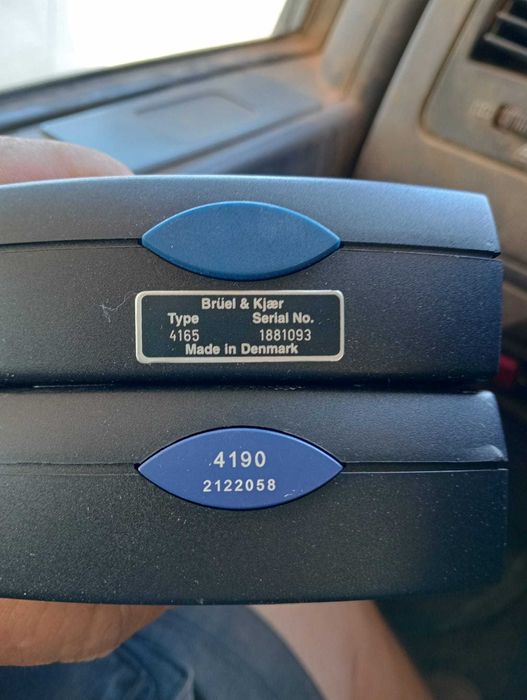 Brüel & Kjær
Type Serial No.
4165 1881093
Made in Denmark
4190
2122058